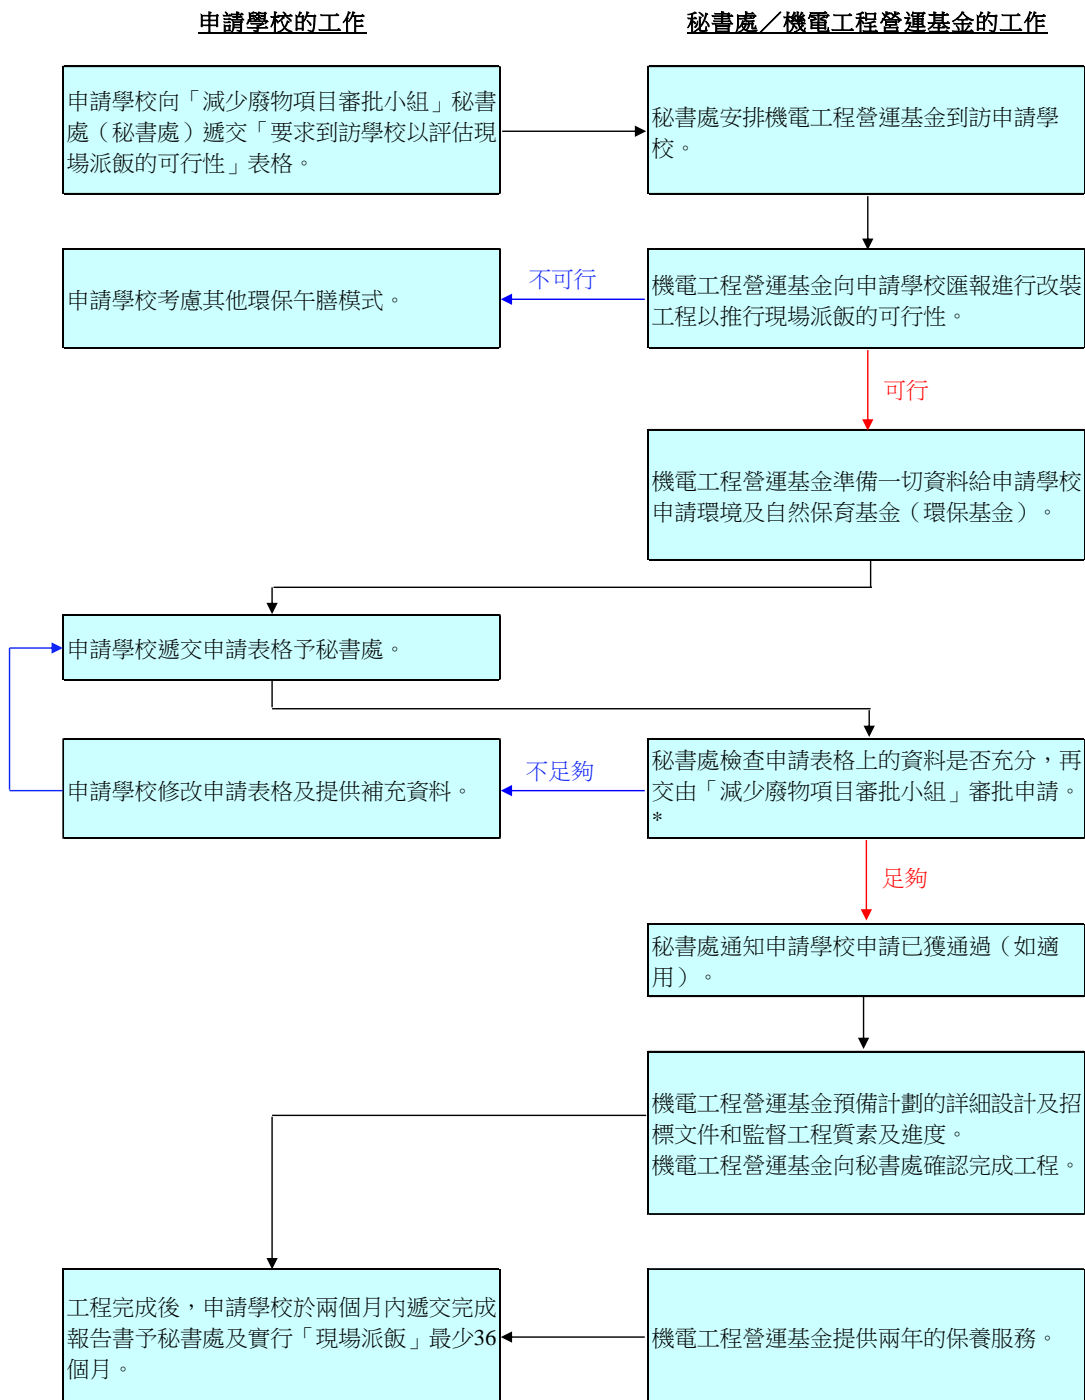 申請學校的工作
秘書處／機電工程營運基金的工作
申請學校向「減少廢物項目審批小組」秘書
處（秘書處）遞交「要求到訪學校以評估現
場派飯的可行性」表格。
秘書處安排機電工程營運基金到訪申請學
校。
申請學校考慮其他環保午膳模式。
不可行
機電工程營運基金向申請學校匯報進行改裝
工程以推行現場派飯的可行性。
可行
機電工程營運基金準備一切資料給申請學校
申請環境及自然保育基金（環保基金）。
申請學校遞交申請表格予秘書處。
申請學校修改申請表格及提供補充資料。
不足夠
秘書處檢查申請表格上的資料是否充分，再
交由「減少廢物項目審批小組」審批申請。
*
足夠
秘書處通知申請學校申請已獲通過（如適
用）。
機電工程營運基金預備計劃的詳細設計及招
標文件和監督工程質素及進度。
機電工程營運基金向秘書處確認完成工程。
工程完成後，申請學校於兩個月內遞交完成
報告書予秘書處及實行「現場派飯」最少36
個月。
機電工程營運基金提供兩年的保養服務。